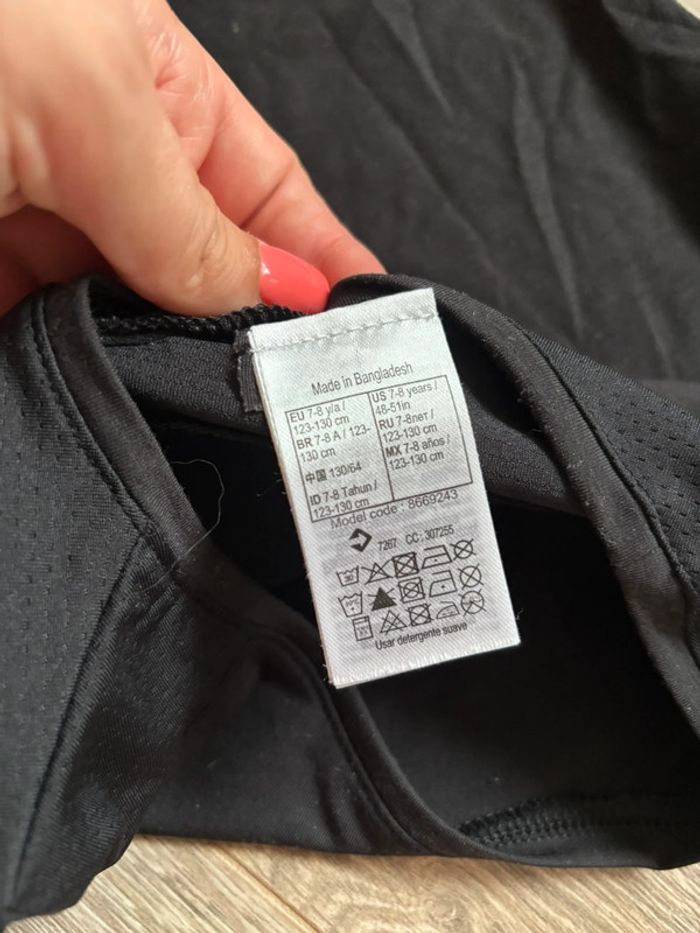 Made in Bangladesh
EU 7-8 y/a /
123-130 cm
BR 7-8 A / 123-
130 cm
中国 130/64
ID 7-8 Tahun /
123-130 cm
US 7-8 years /
48-51in
RU 7-8лет /
123-130 cm
MX 7-8 años /
123-130 cm
Model code : 8669243
7267 CC: 307255
Usar detergente suave